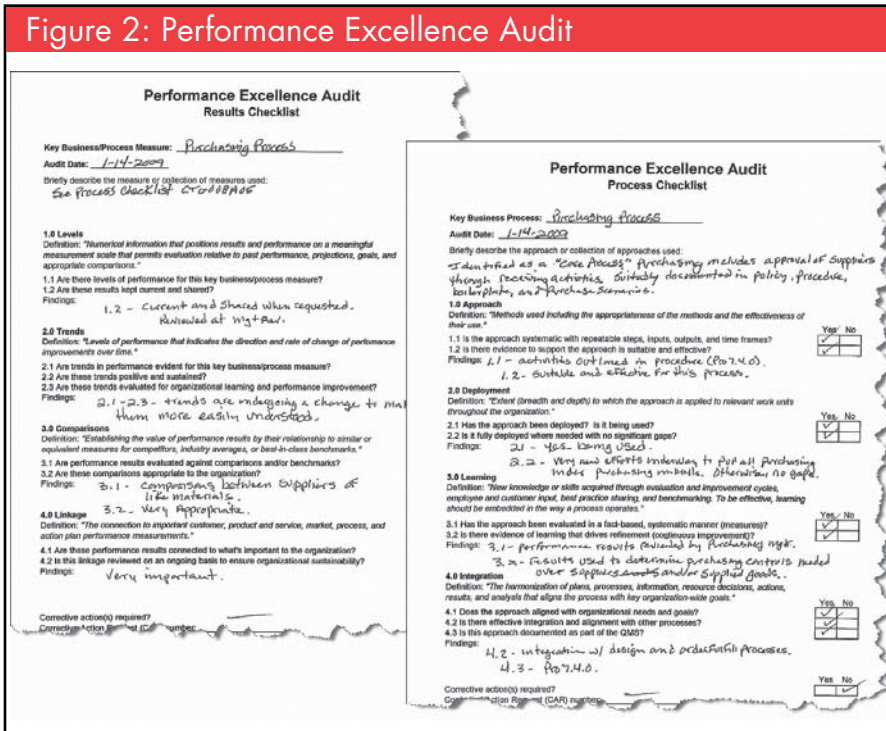 Figure 2: Performance Excellence Audit
Performance Excellence Audit
Results Checklist
Key Business/Process Measure: Purchasing Process
Audit Date: 1-14-2009
Briefly describe the measure or collection of measures used:
See Process Checklist
1.0 Levels
Definition: "Numerical information that positions results and performance on a meaningful
measurement scale that permits evaluation relative to past performance, projections, goals, and
appropriate comparisons."
1.1 Are there levels of performance for this key business/process measure?
1.2 Are these results kept current and shared?
Findings:
1.2 - Current and shared when requested.
Reviewed at Mgt Rev.
2.0 Trends
Definition: "Levels of performance that indicates the direction and rate of change of performance
improvements over time."
2.1 Are trends in performance evident for this key business/process measure?
2.2 Are these trends positive and sustained?
2.3 Are these trends evaluated for organizational learning and performance improvement?
Findings:
2.1-2.3 - trends are undergoing a change to
them more easily understood.
3.0 Comparisons
Definition: "Establishing the value of performance results by their relationship to similar or
equivalent measures for competitors, industry averages, or best-in-class benchmarks."
3.1 Are performance results evaluated against comparisons and/or benchmarks?
3.2 Are these comparisons appropriate to the organization?
Findings: 3.1 - comparisons between suppliers of
like materials.
3.2 - Very Appropriate.
4.0 Linkage
Definition: "The connection to important customer, product and service, market, process, and
action plan performance measurements."
4.1 Are these performance results connected to what's important to the organization?
4.2 Is this linkage reviewed on an ongoing basis to ensure organizational sustainability?
Findings:
Very important.
Corrective action(s) required?
Corrective Action Request (CAR) number
Performance Excellence Audit
Process Checklist
Key Business Process: Purchasing Process
Audit Date: 1-14-2009
Briefly describe the approach or collection of approaches used:
Identified as a "Core Process" purchasing includes approval of suppliers
through receiving activities. Suitably documented in policy, procedure,
boilerplate, and purchase scenarios.
1.0 Approach
Definition: "Methods used including the appropriateness of the methods and the effectiveness of
their use."
Yes No
1.1 Is the approach systematic with repeatable steps, inputs, outputs, and time frames?
1.2 Is there evidence to support the approach is suitable and effective?
Findings: 1.1 - activities outlined in procedure (Pro 7.4.0).
1.2 - Suitable and effective for this process.
2.0 Deployment
Definition: "Extent (breadth and depth) to which the approach is applied to relevant work units
throughout the organization."
Yes No
2.1 Has the approach been deployed? Is it being used?
2.2 Is it fully deployed where needed with no significant gaps?
Findings: 2.1 - Yes being used.
2.2 - Very new efforts underway to put all purchasing
under purchasing umbrella. Otherwise, no gaps.
3.0 Learning
Definition: "New knowledge or skills acquired through evaluation and improvement cycles,
employee and customer input, best practice sharing, and benchmarking. To be effective, learning
should be embedded in the way a process operates."
Yes No
3.1 Has the approach been evaluated in a fact-based, systematic manner (measures)?
3.2 Is there evidence of learning that drives refinement (continuous improvement)?
Findings: 3.1 - performance results reviewed by Purchasing Mgt.
3.2 - results used to determine purchasing controls needed
over suppliers and/or supplied goods.
4.0 Integration
Definition: "The harmonization of plans, processes, information, resource decisions, actions,
results, and analysis that aligns the process with key organization-wide goals."
Yes No
4.1 Does the approach aligned with organizational needs and goals?
4.2 Is there effective integration and alignment with other processes?
4.3 Is this approach documented as part of the QMS?
Findings:
4.2 - integration w/ design and order fulfill processes.
4.3 - Pro 7.4.0.
Yes No
Corrective action(s) required?
Action Request (CAR) number